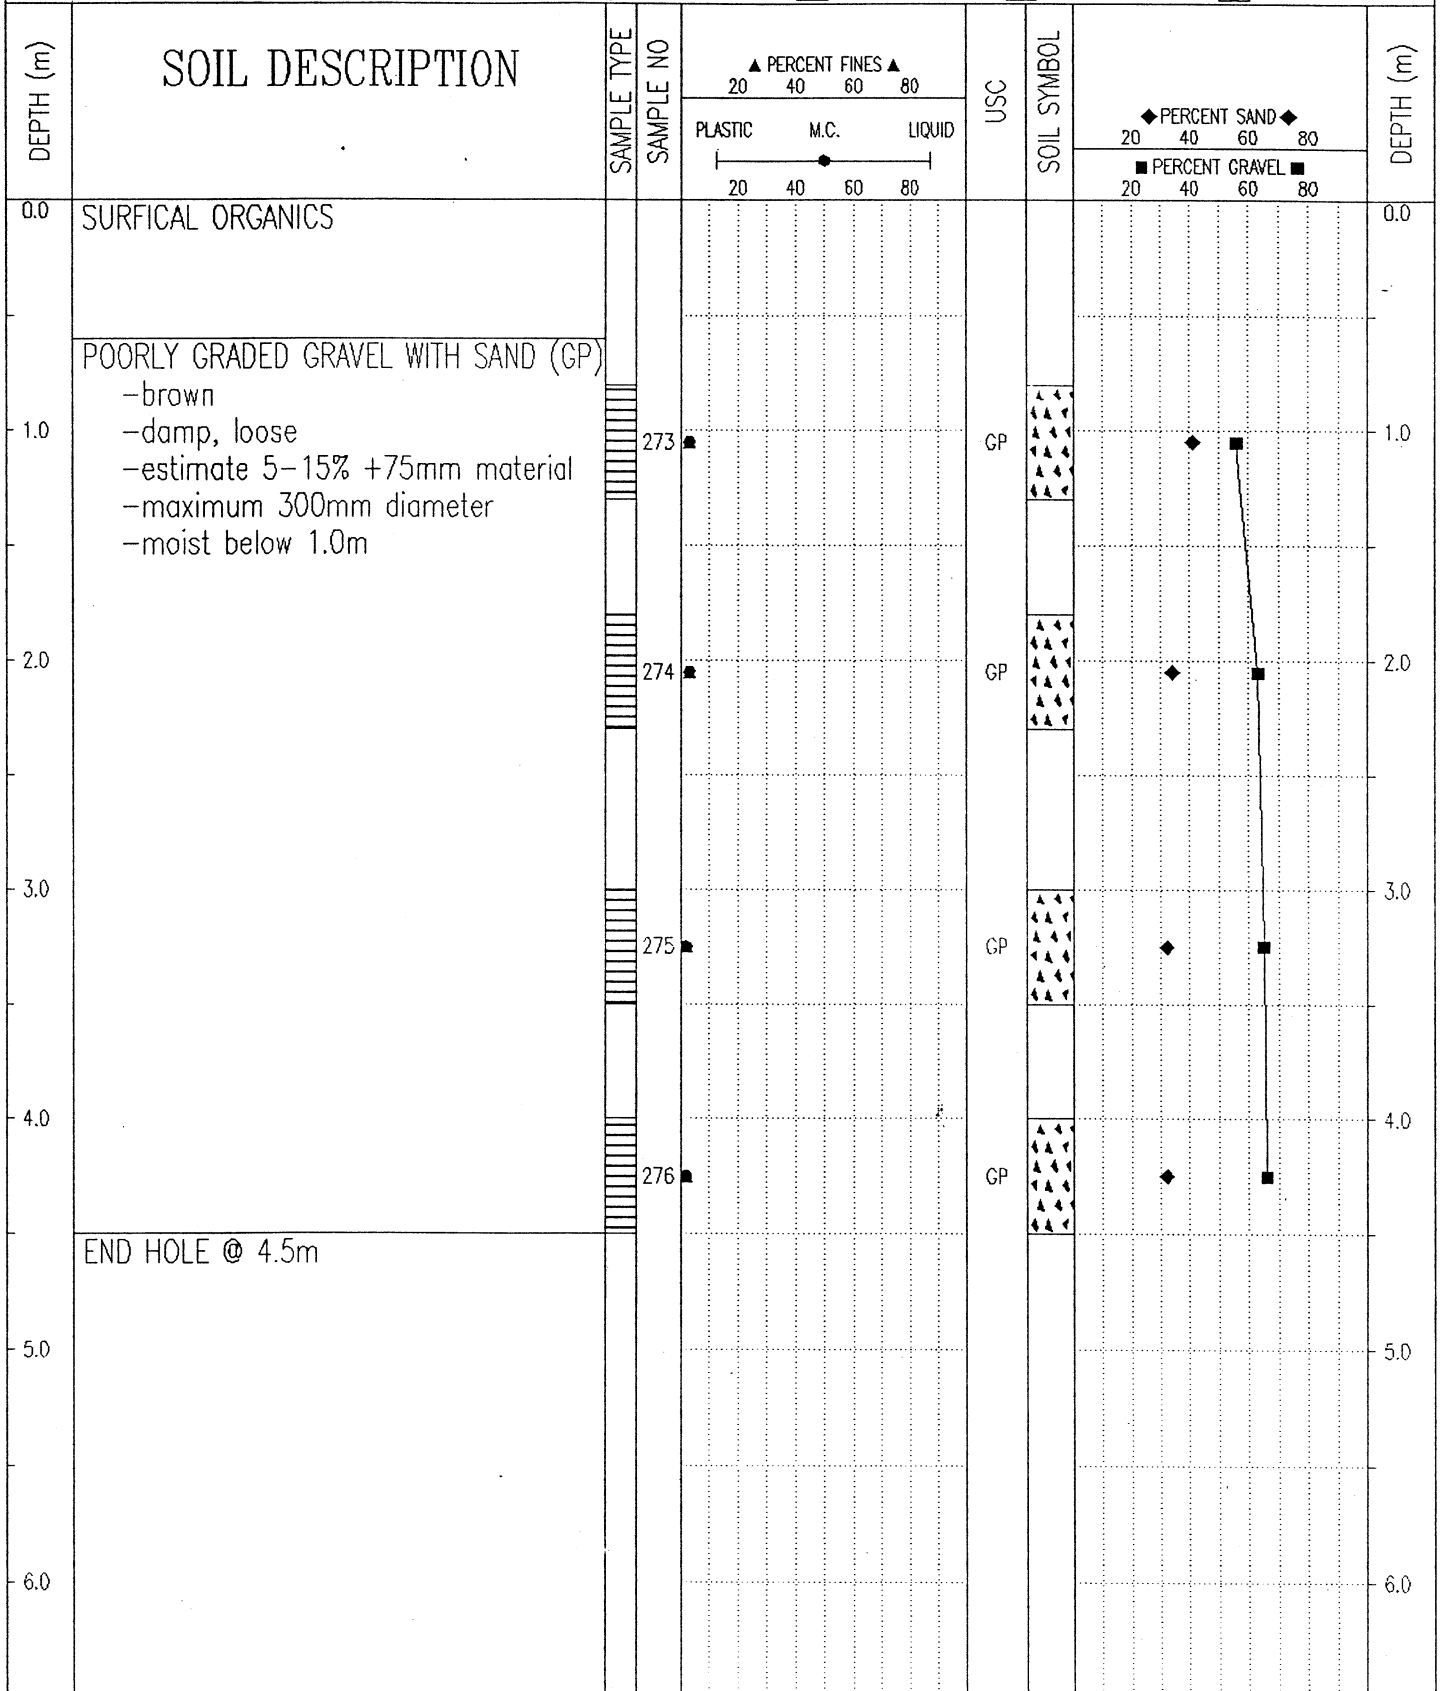 DEPTH (m)
SOIL DESCRIPTION
SAMPLE TYPE
SAMPLE NO
▲ PERCENT FINES ▲
20 40 60 80
PLASTIC M.C. LIQUID
20 40 60 80
USC
SOIL SYMBOL
◆PERCENT SAND◆
20 40 60 80
■ PERCENT GRAVEL ■
20 40 60 80
DEPTH (m)
0.0 SURFICAL ORGANICS 0.0
POORLY GRADED GRAVEL WITH SAND (GP)
-brown
1.0 -damp, loose 273 GP 1.0
-estimate 5-15% +75mm material
-maximum 300mm diameter
-moist below 1.0m
2.0 274 GP 2.0
3.0 3.0
275 GP
4.0 4.0
276 GP
END HOLE @ 4.5m
5.0 5.0
6.0 6.0